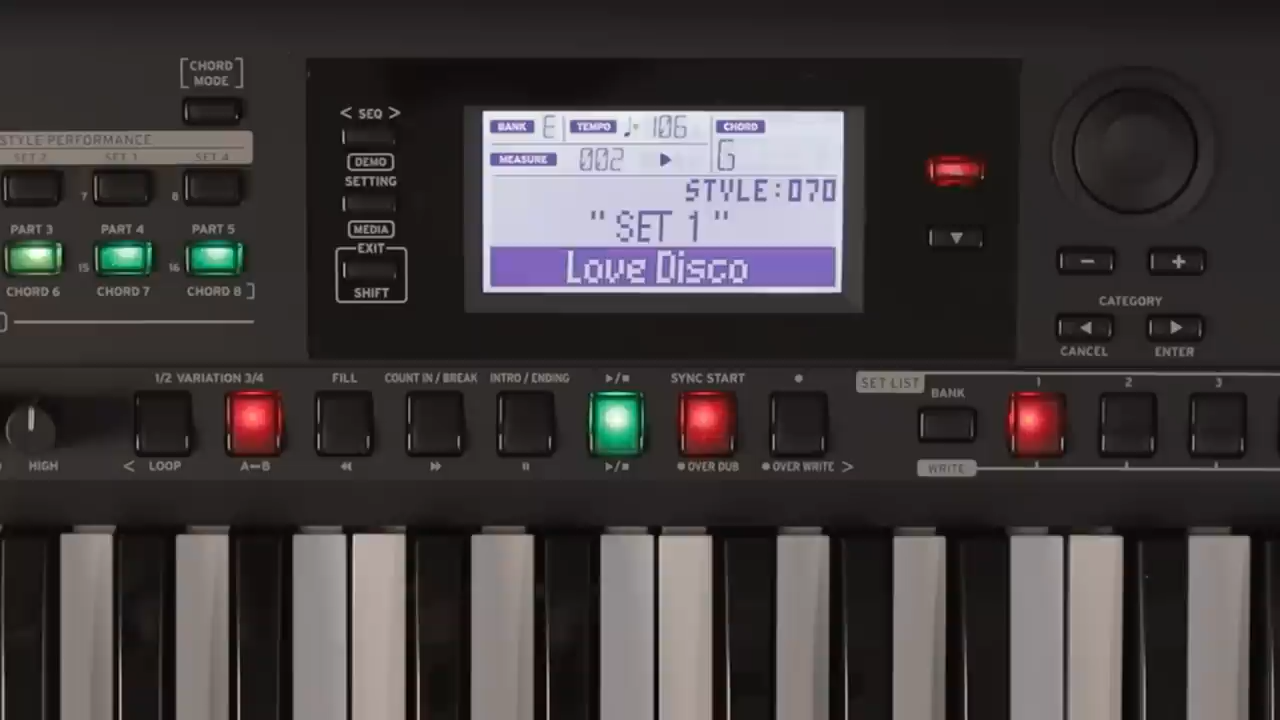 CHORD
MODE
STYLE PERFORMANCE
SET 2 SET 3 SET 4
7 8
PART 3 PART 4 PART 5
15 16
CHORD 6 CHORD 7 CHORD 8
< SEQ >
DEMO
SETTING
MEDIA
EXIT
SHIFT
BANK E TEMPO ♩= 106 CHORD
MEASURE 002 ▶ G
STYLE:070
"SET 1"
Love Disco
▼
− +
CATEGORY
◀ ▶
CANCEL ENTER
1/2 VARIATION 3/4 FILL COUNT IN / BREAK INTRO / ENDING ▶/■ SYNC START ●
HIGH < LOOP A↔B ◀◀ ▶▶ ⏸ ▶/■ ●OVER DUB ●OVER WRITE >
SET LIST 1 2 3
BANK
WRITE